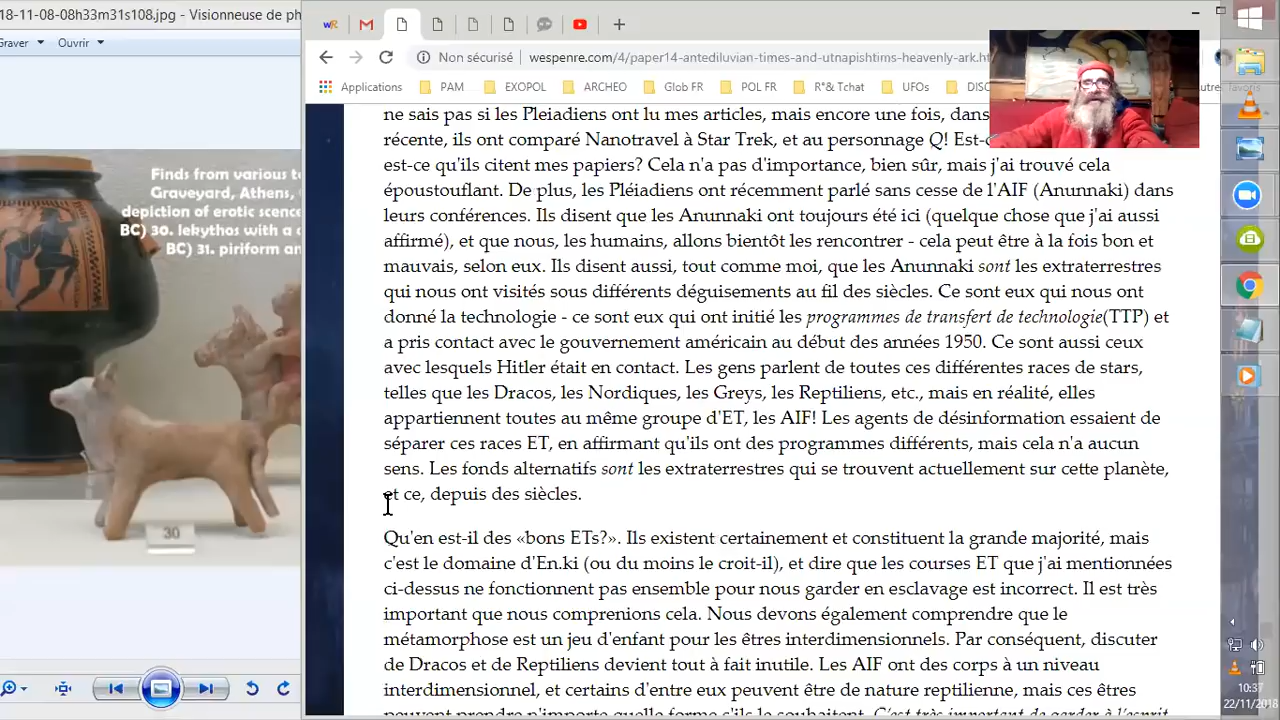 18-11-08-08h33m31s108.jpg - Visionneuse de ph
Graver
Ouvrir
Non sécurisé
wespenre.com/4/paper14-antediluvian-times-and-utnapishtims-heavenly-ark.ht
Applications
PAM
EXOPOL
ARCHEO
Glob FR
POL FR
R*& Tchat
UFOs
favoris
Finds from various t
Graveyard, Athens,
depiction of erotic scene
BC) 30. lekythos with a
BC) 31. piriform an
30
ne sais pas si les Pleiadiens ont lu mes articles, mais encore une fois, dans
récente, ils ont comparé Nanotravel à Star Trek, et au personnage Q! Est-
est-ce qu'ils citent mes papiers? Cela n'a pas d'imporance, bien sûr, mais j'ai trouvé cela
époustouflant. De plus, les Pléiadiens ont récemment parlé sans cesse de l'AIF (Anunnaki) dans
leurs conférences. Ils disent que les Anunnaki ont toujours été ici (quelque chose que j'ai aussi
affirmé), et que nous, les humains, allons bientôt les rencontrer - cela peut être à la fois bon et
mauvais, selon eux. Ils disent aussi, tout comme moi, que les Anunnaki sont les extraterrestres
qui nous ont visités sous différents déguisements au fil des siècles. Ce sont eux qui nous ont
donné la technologie - ce sont eux qui ont initié les programmes de transfert de technologie(TTP) et
a pris contact avec le gouvernement américain au début des années 1950. Ce sont aussi ceux
avec lesquels Hitler était en contact. Les gens parlent de toutes ces différentes races de stars,
telles que les Dracos, les Nordiques, les Greys, les Reptiliens, etc., mais en réalité, elles
appartiennent toutes au même groupe d'ET, les AIF! Les agents de désinformation essaient de
séparer ces races ET, en affirmant qu'ils ont des programmes différents, mais cela n'a aucun
sens. Les fonds alternatifs sont les extraterrestres qui se trouvent actuellement sur cette planète,
et ce, depuis des siècles.
Qu'en est-il des «bons ETs?». Ils existent certainement et constituent la grande majorité, mais
c'est le domaine d'En.ki (ou du moins le croit-il), et dire que les courses ET que j'ai mentionnées
ci-dessus ne fonctionnent pas ensemble pour nous garder en esclavage est incorrect. Il est très
important que nous comprenions cela. Nous devons également comprendre que le
métamorphose est un jeu d'enfant pour les êtres interdimensionnels. Par conséquent, discuter
de Dracos et de Reptiliens devient tout à fait inutile. Les AIF ont des corps à un niveau
interdimensionnel, et certains d'entre eux peuvent être de nature reptilienne, mais ces êtres
10:37
22/11/2018